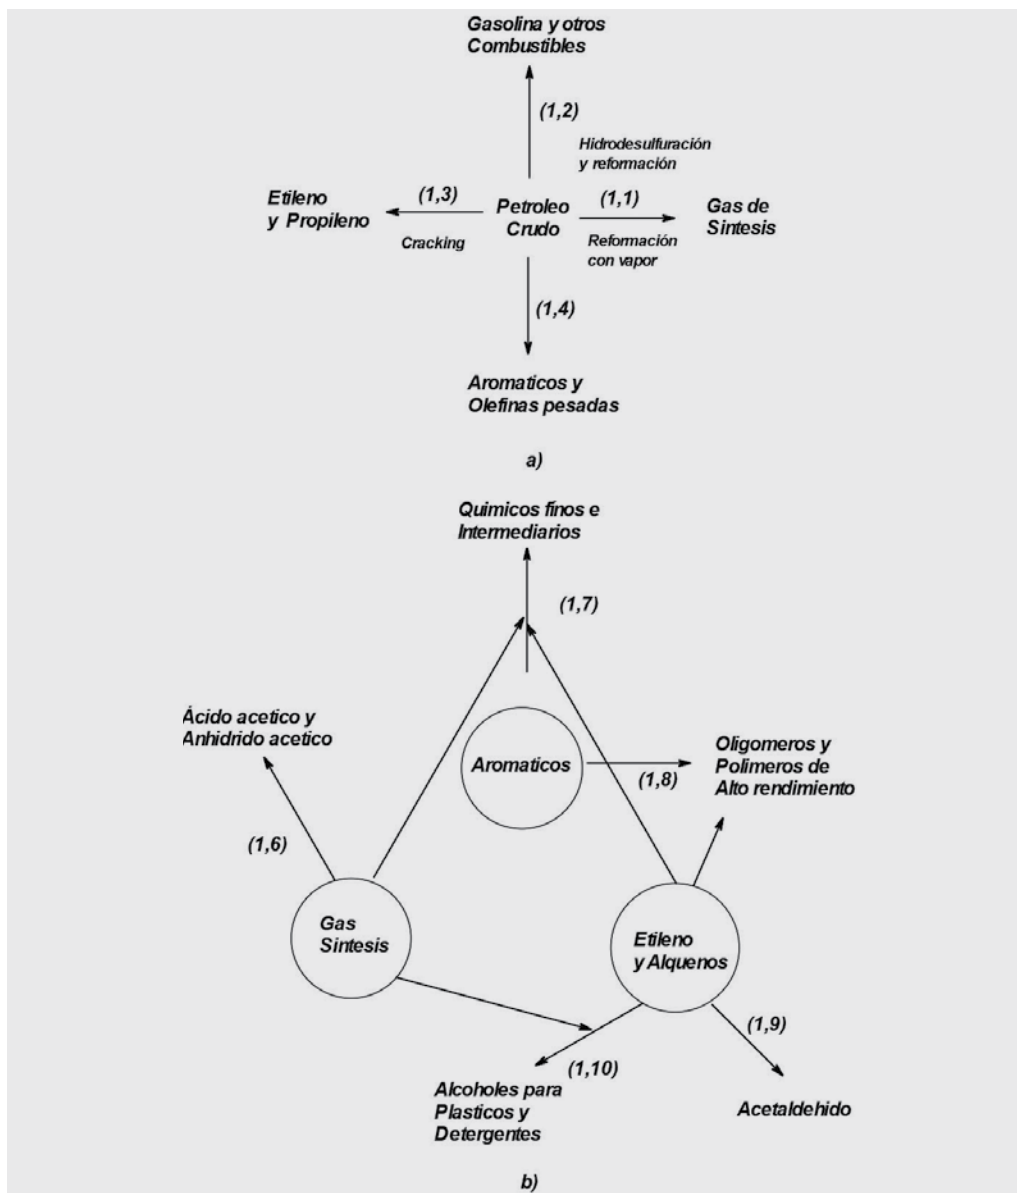 Gasolina y otros
Combustibles
(1,2)
Hidrodesulfuración
y reformación
Etileno
y Propileno
(1,3)
Cracking
Petroleo
Crudo
(1,1)
Reformación
con vapor
Gas de
Sintesis
(1,4)
Aromaticos y
Olefinas pesadas
a)
Quimicos finos e
Intermediarios
(1,7)
Ácido acetico y
Anhidrido acetico
Aromaticos
(1,8)
Oligomeros y
Polimeros de
Alto rendimiento
(1,6)
Gas
Sintesis
Etileno
y Alquenos
(1,9)
(1,10)
Alcoholes para
Plasticos y
Detergentes
Acetaldehido
b)